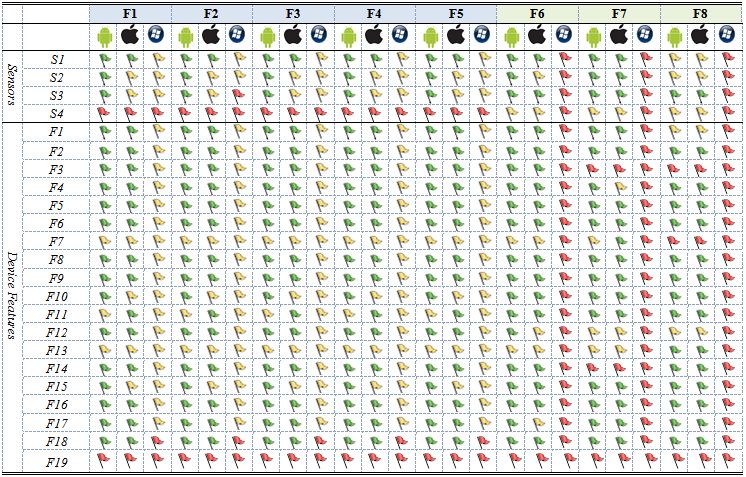 F1 F2 F3 F4 F5 F6 F7 F8
Sensors
S1
S2
S3
S4
Device Features
F1
F2
F3
F4
F5
F6
F7
F8
F9
F10
F11
F12
F13
F14
F15
F16
F17
F18
F19